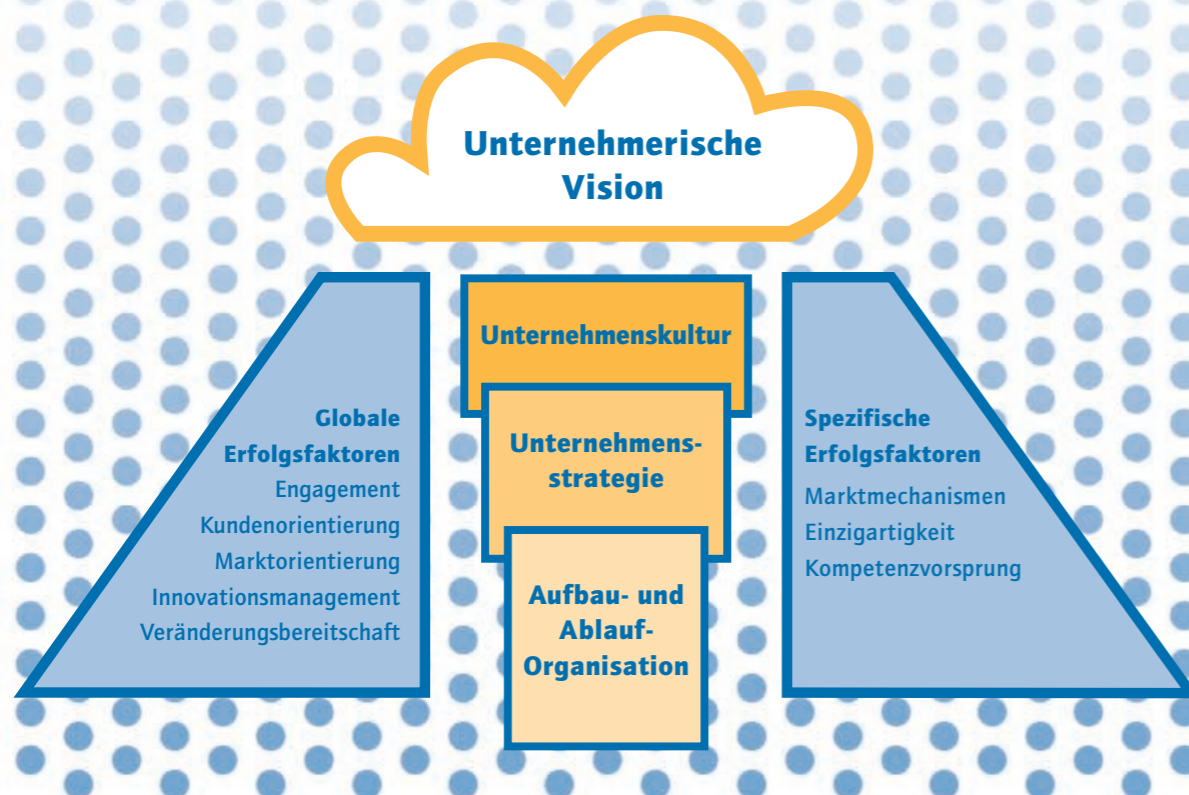 Unternehmerische
Vision
Globale
Erfolgsfaktoren
Engagement
Kundenorientierung
Marktorientierung
Innovationsmanagement
Veränderungsbereitschaft
Unternehmenskultur
Unternehmens-
strategie
Aufbau- und
Ablauf-
Organisation
Spezifische
Erfolgsfaktoren
Marktmechanismen
Einzigartigkeit
Kompetenzvorsprung